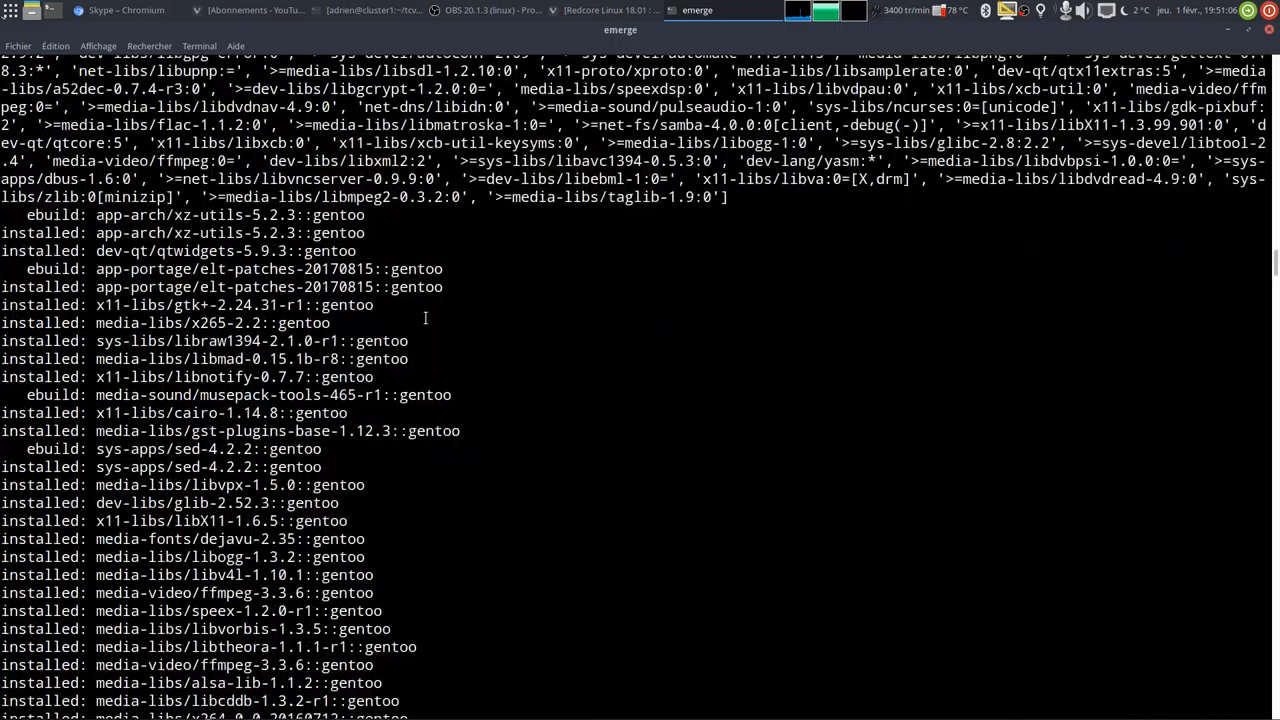 Skype – Chromium
[Abonnements - YouTu...
[adrien@cluster1:~/tcv...
OBS 20.1.3 (linux) - Pro...
[Redcore Linux 18.01 : ...
emerge
3400 tr/min
78 °C
2 °C
jeu. 1 févr., 19:51:06
emerge
Fichier Édition Affichage Rechercher Terminal Aide
8.3:*', 'net-libs/libupnp:=', '>=media-libs/libsdl-1.2.10:0', 'x11-proto/xproto:0', 'media-libs/libsamplerate:0', 'dev-qt/qtx11extras:5', '>=media
-libs/a52dec-0.7.4-r3:0', '>=dev-libs/libgcrypt-1.2.0:0=', 'media-libs/speexdsp:0', 'x11-libs/libvdpau:0', 'x11-libs/xcb-util:0', 'media-video/ffm
peg:0=', '>=media-libs/libdvdnav-4.9:0', 'net-dns/libidn:0', '>=media-sound/pulseaudio-1:0', 'sys-libs/ncurses:0=[unicode]', 'x11-libs/gdk-pixbuf:
2', '>=media-libs/flac-1.1.2:0', '>=media-libs/libmatroska-1:0=', '>=net-fs/samba-4.0.0:0[client,-debug(-)]', '>=x11-libs/libX11-1.3.99.901:0', 'd
ev-qt/qtcore:5', 'x11-libs/libxcb:0', 'x11-libs/xcb-util-keysyms:0', '>=media-libs/libogg-1:0', '>=sys-libs/glibc-2.8:2.2', '>=sys-devel/libtool-2
.4', 'media-video/ffmpeg:0=', 'dev-libs/libxml2:2', '>=sys-libs/libavc1394-0.5.3:0', 'dev-lang/yasm:*', '>=media-libs/libdvbpsi-1.0.0:0=', '>=sys-
apps/dbus-1.6:0', '>=net-libs/libvncserver-0.9.9:0', '>=dev-libs/libebml-1:0=', 'x11-libs/libva:0=[X,drm]', '>=media-libs/libdvdread-4.9:0', 'sys-
libs/zlib:0[minizip]', '>=media-libs/libmpeg2-0.3.2:0', '>=media-libs/taglib-1.9:0']
ebuild: app-arch/xz-utils-5.2.3::gentoo
installed: app-arch/xz-utils-5.2.3::gentoo
installed: dev-qt/qtwidgets-5.9.3::gentoo
ebuild: app-portage/elt-patches-20170815::gentoo
installed: app-portage/elt-patches-20170815::gentoo
installed: x11-libs/gtk+-2.24.31-r1::gentoo
installed: media-libs/x265-2.2::gentoo
installed: sys-libs/libraw1394-2.1.0-r1::gentoo
installed: media-libs/libmad-0.15.1b-r8::gentoo
installed: x11-libs/libnotify-0.7.7::gentoo
ebuild: media-sound/musepack-tools-465-r1::gentoo
installed: x11-libs/cairo-1.14.8::gentoo
installed: media-libs/gst-plugins-base-1.12.3::gentoo
ebuild: sys-apps/sed-4.2.2::gentoo
installed: sys-apps/sed-4.2.2::gentoo
installed: media-libs/libvpx-1.5.0::gentoo
installed: dev-libs/glib-2.52.3::gentoo
installed: x11-libs/libX11-1.6.5::gentoo
installed: media-fonts/dejavu-2.35::gentoo
installed: media-libs/libogg-1.3.2::gentoo
installed: media-libs/libv4l-1.10.1::gentoo
installed: media-video/ffmpeg-3.3.6::gentoo
installed: media-libs/speex-1.2.0-r1::gentoo
installed: media-libs/libvorbis-1.3.5::gentoo
installed: media-libs/libtheora-1.1.1-r1::gentoo
installed: media-video/ffmpeg-3.3.6::gentoo
installed: media-libs/alsa-lib-1.1.2::gentoo
installed: media-libs/libcddb-1.3.2-r1::gentoo
installed: media-libs/x264-0.0.20160712::gentoo